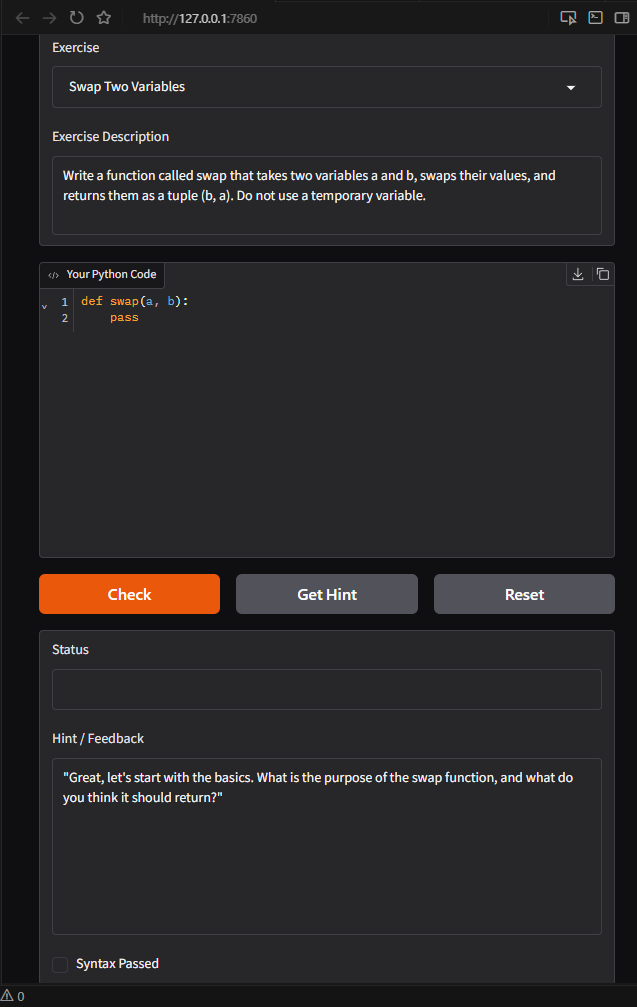 http://127.0.0.1:7860
Exercise
Swap Two Variables
Exercise Description
Write a function called swap that takes two variables a and b, swaps their values, and
returns them as a tuple (b, a). Do not use a temporary variable.
Your Python Code
1 def swap(a, b):
2     pass
Check Get Hint Reset
Status
Hint / Feedback
"Great, let's start with the basics. What is the purpose of the swap function, and what do
you think it should return?"
Syntax Passed
0